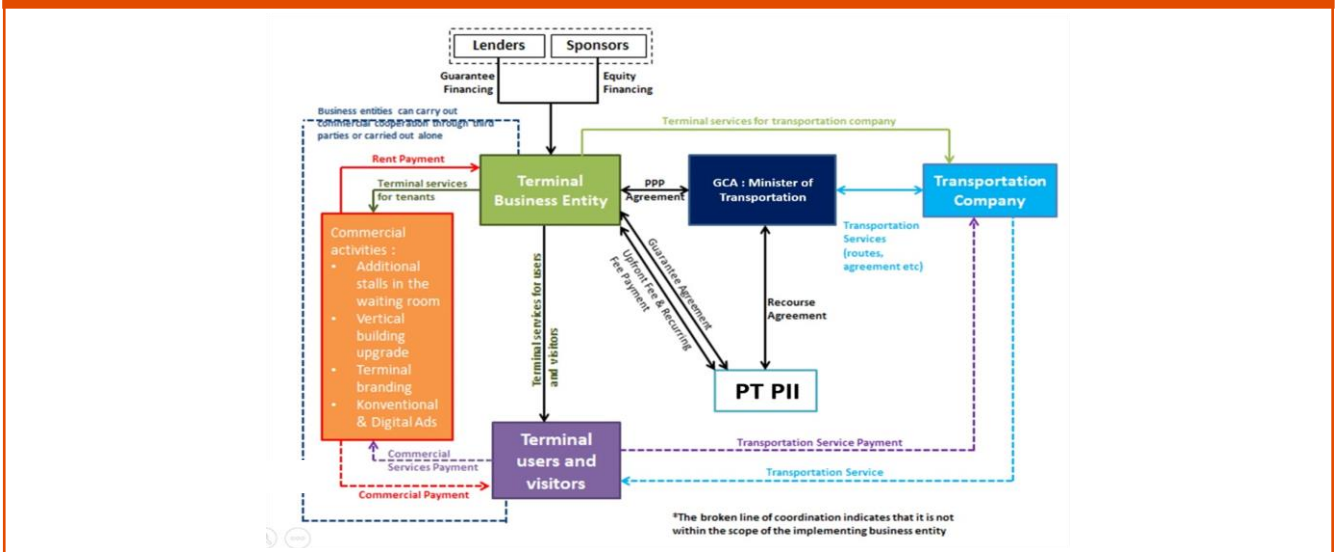 Lenders
Sponsors
Guarantee
Financing
Equity
Financing
Business entities can carry out
commercial cooperation through third
parties or carried out alone
Terminal services for transportation company
Rent Payment
Terminal services
for tenants
Terminal
Business Entity
PPP
Agreement
GCA : Minister of
Transportation
Transportation
Company
Commercial
activities :
• Additional
stalls in the
waiting room
• Vertical
building
upgrade
• Terminal
branding
• Konventional
& Digital Ads
Transportation
Services
(routes,
agreement etc)
Guarantee Agreement
Upfront Fee & Recurring
Fee Payment
Recourse
Agreement
Terminal services for users
and visitors
PT PII
Terminal
users and
visitors
Transportation Service Payment
Commercial
Services Payment
Transportation Service
Commercial Payment
*The broken line of coordination indicates that it is not
within the scope of the implementing business entity